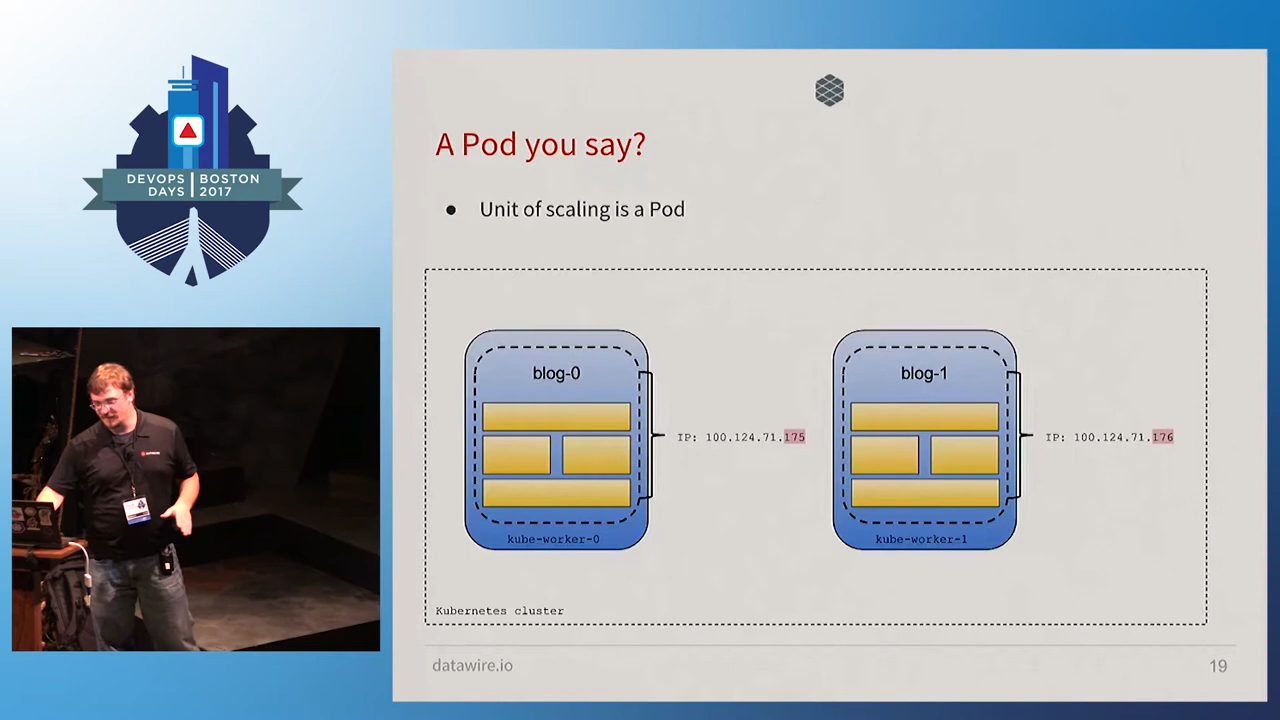 DEVOPS | BOSTON
DAYS | 2017
A Pod you say?
● Unit of scaling is a Pod
blog-0
blog-1
IP: 100.124.71.175
IP: 100.124.71.176
kube-worker-0
kube-worker-1
Kubernetes cluster
datawire.io
19